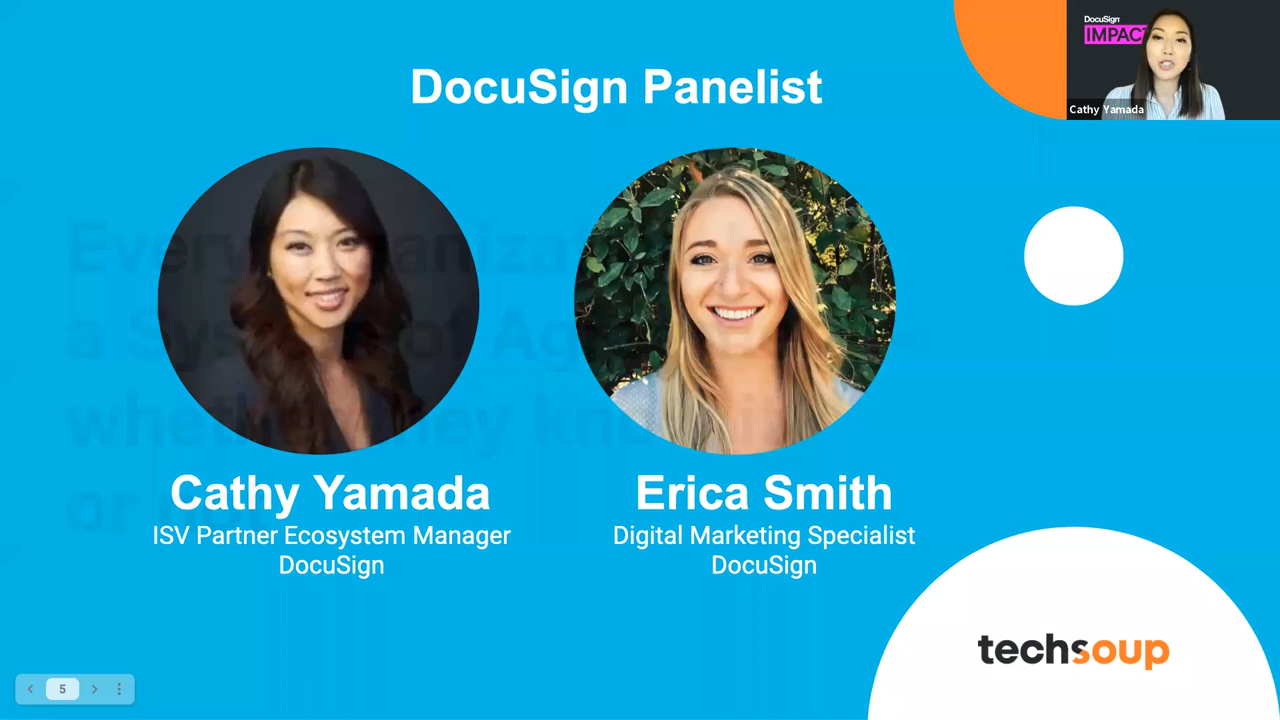 DocuSign Panelist
DocuSign
IMPACT
Cathy Yamada
Cathy Yamada
ISV Partner Ecosystem Manager
DocuSign
Erica Smith
Digital Marketing Specialist
DocuSign
techsoup
5